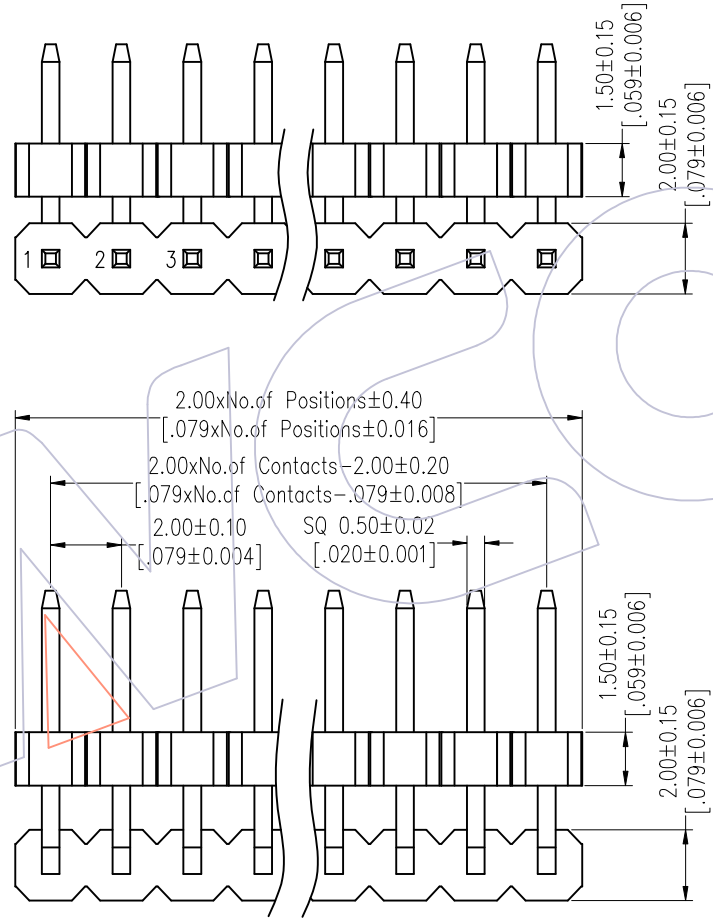 1.50±0.15
[.059±0.006]
2.00±0.15
[.079±0.006]
1 2 3
2.00xNo.of Positions±0.40
[.079xNo.of Positions±0.016]
2.00xNo.of Contacts-2.00±0.20
[.079xNo.of Contacts-.079±0.008]
2.00±0.10
[.079±0.004]
SQ 0.50±0.02
[.020±0.001]
1.50±0.15
[.059±0.006]
2.00±0.15
[.079±0.006]